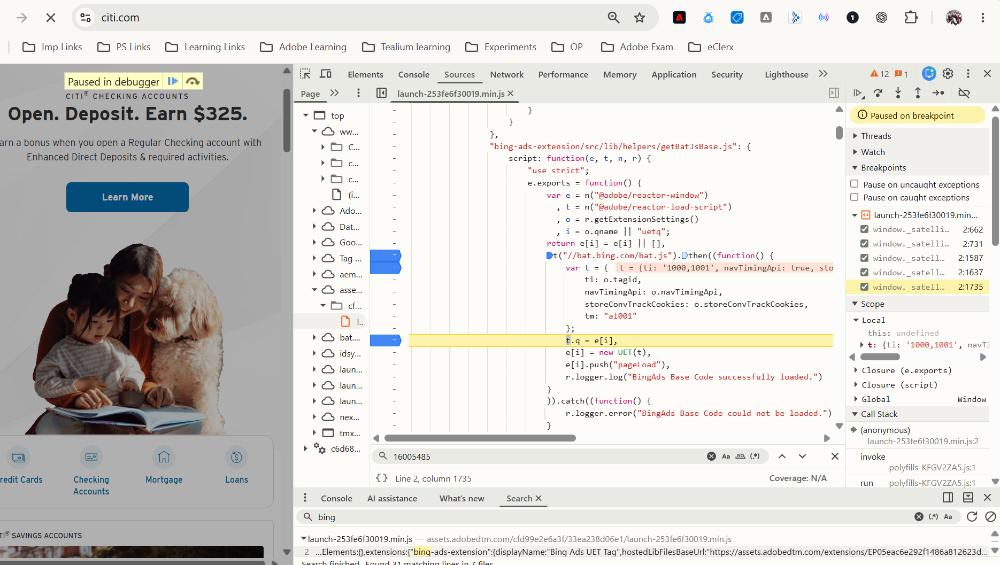 citi.com
Imp Links
PS Links
Learning Links
Adobe Learning
Tealium learning
Experiments
OP
Adobe Exam
eClerx
Paused in debugger
CITI® CHECKING ACCOUNTS
Open. Deposit. Earn $325.
arn a bonus when you open a Regular Checking account with
Enhanced Direct Deposits & required activities.
Learn More
redit Cards
Checking
Accounts
Mortgage
Loans
TI® SAVINGS ACCOUNTS
Elements
Console
Sources
Network
Performance
Memory
Application
Security
Lighthouse
12
1
Page
launch-253fe6f30019.min.js
top
ww...
C...
c...
c...
(i...
Ado...
Dat...
Goo...
Tag ...
aem...
asse...
cf...
l..
bat....
idsy...
laun...
laun...
laun...
nex...
tmx...
c6d68...
}
}
},
"bing-ads-extension/src/lib/helpers/getBatJsBase.js": {
script: function(e, t, n, r) {
"use strict";
e.exports = function() {
var e = n("@adobe/reactor-window")
, t = n("@adobe/reactor-load-script")
, o = r.getExtensionSettings()
, i = o.qname || "uetq";
return e[i] = e[i] || [],
t("//bat.bing.com/bat.js").then((function() {
var t = { t = {ti: '1000,1001', navTimingApi: true, sto
ti: o.tagid,
navTimingApi: o.navTimingApi,
storeConvTrackCookies: o.storeConvTrackCookies,
tm: "al001"
};
t.q = e[i],
e[i] = new UET(t),
e[i].push("pageLoad"),
r.logger.log("BingAds Base Code successfully loaded.")
}
)).catch((function() {
r.logger.error("BingAds Base Code could not be loaded.")
}
16005485
Aa
ab
(.*)
{} Line 2, column 1735
Coverage: N/A
Paused on breakpoint
Threads
Watch
Breakpoints
Pause on uncaught exceptions
Pause on caught exceptions
launch-253fe6f30019.min...
window._satelli... 2:662
window._satelli... 2:731
window._satell... 2:1587
window._satell... 2:1637
window._satell... 2:1735
Scope
Local
this: undefined
t: {ti: '1000,1001', navTi
Closure (e.exports)
Closure (script)
Global Window
Call Stack
(anonymous)
launch-253fe6f30019.min.js:2
invoke
polyfills-KFGV2ZA5.js:1
run polyfills-KFGV2ZA5.js:1
Console
AI assistance
What's new
Search
bing
(.*)
Aa
launch-253fe6f30019.min.js — assets.adobedtm.com/cfd99e2e6a3f/33ea238d06e1/launch-253fe6f30019.min.js
2 ...Elements:{},extensions:{"bing-ads-extension":{displayName:"Bing Ads UET Tag",hostedLibFilesBaseUrl:"https://assets.adobedtm.com/extensions/EP05eac6e292f1486a812623d...
Search finished. Found 31 matching lines in 7 files.